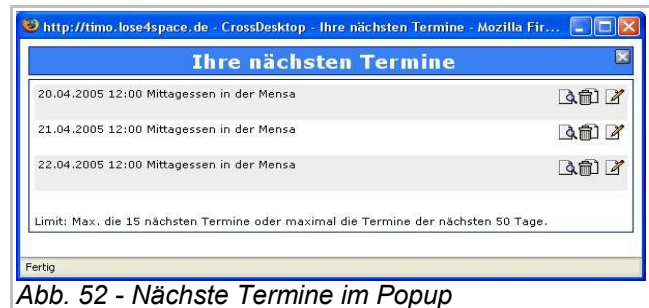 http://timo.lose4space.de - CrossDesktop - Ihre nächsten Termine - Mozilla Fir...
Ihre nächsten Termine
20.04.2005 12:00 Mittagessen in der Mensa
21.04.2005 12:00 Mittagessen in der Mensa
22.04.2005 12:00 Mittagessen in der Mensa
Limit: Max. die 15 nächsten Termine oder maximal die Termine der nächsten 50 Tage.
Fertig
Abb. 52 - Nächste Termine im Popup